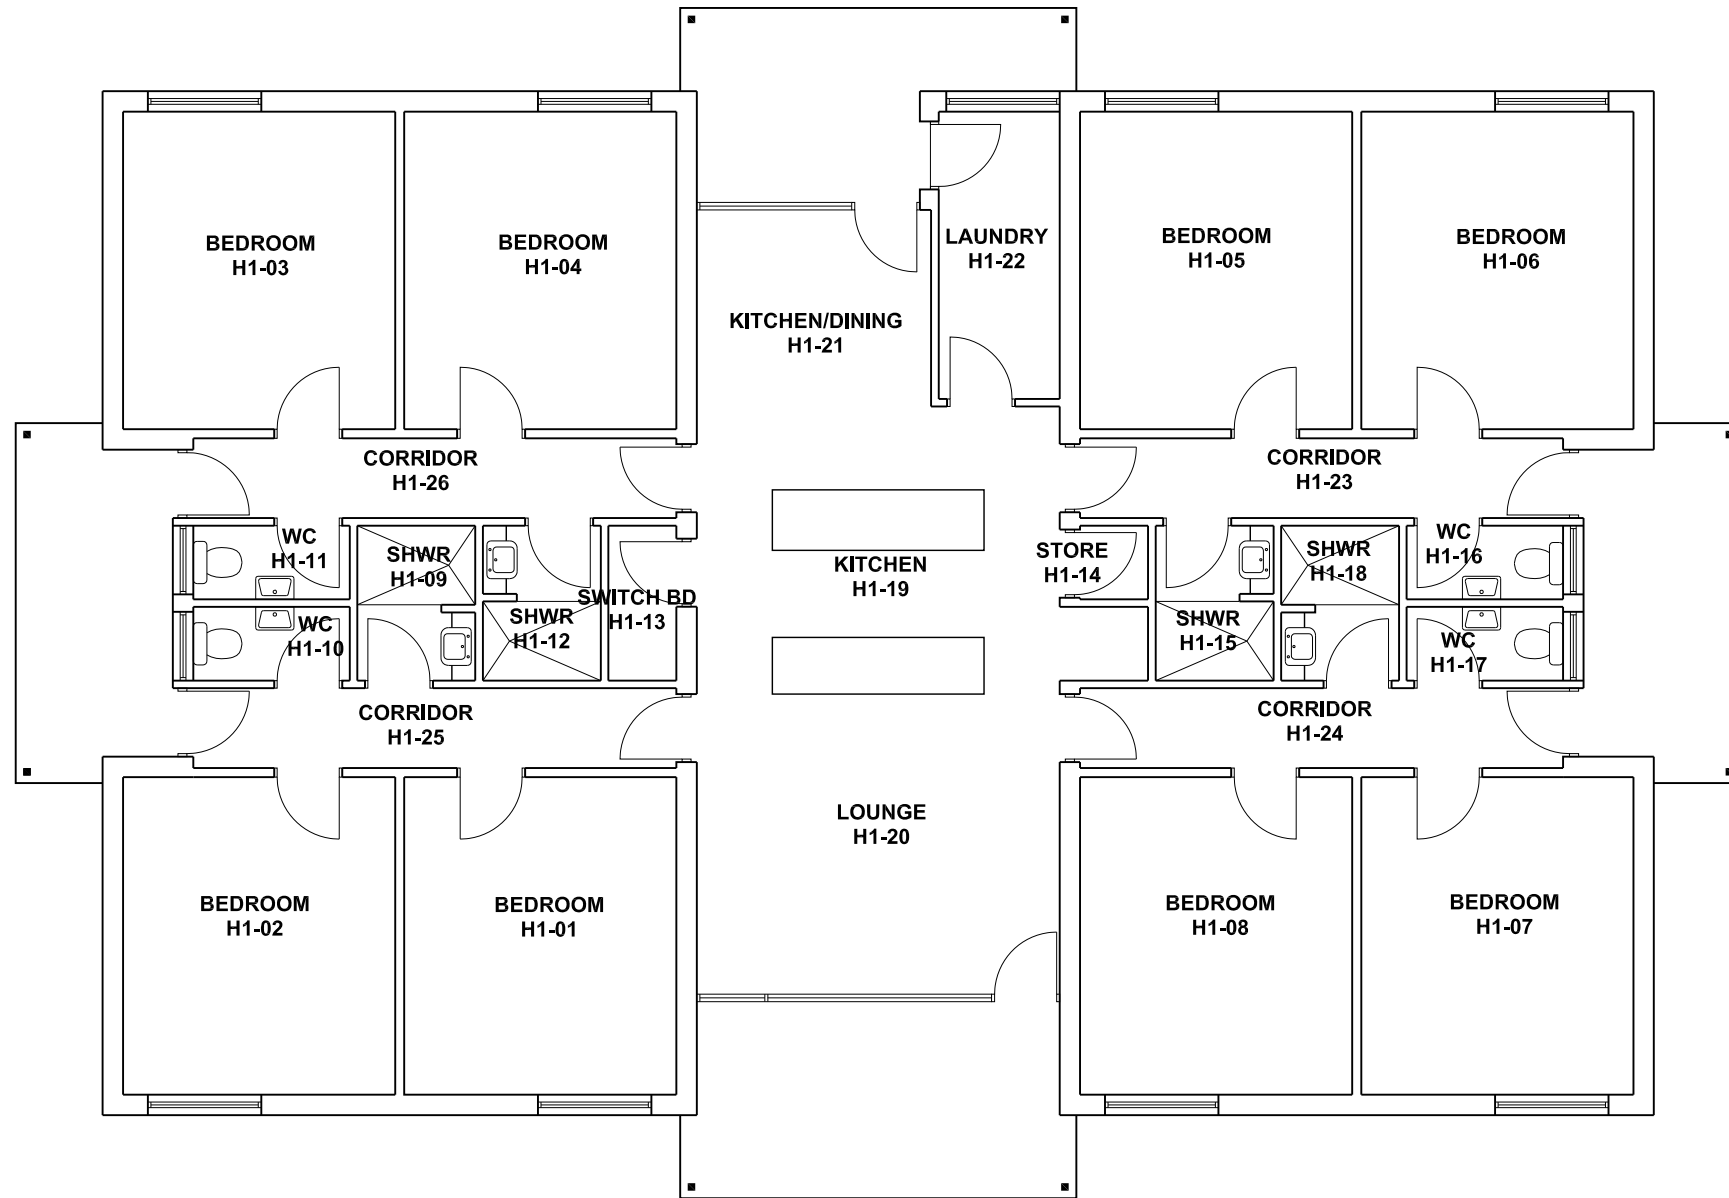 BEDROOM
H1-03
BEDROOM
H1-04
KITCHEN/DINING
H1-21
LAUNDRY
H1-22
BEDROOM
H1-05
BEDROOM
H1-06
CORRIDOR
H1-26
CORRIDOR
H1-23
WC
H1-11
SHWR
H1-09
WC
H1-10
SHWR
H1-12
SWITCH BD
H1-13
KITCHEN
H1-19
STORE
H1-14
SHWR
H1-15
SHWR
H1-18
WC
H1-16
WC
H1-17
CORRIDOR
H1-25
CORRIDOR
H1-24
LOUNGE
H1-20
BEDROOM
H1-02
BEDROOM
H1-01
BEDROOM
H1-08
BEDROOM
H1-07